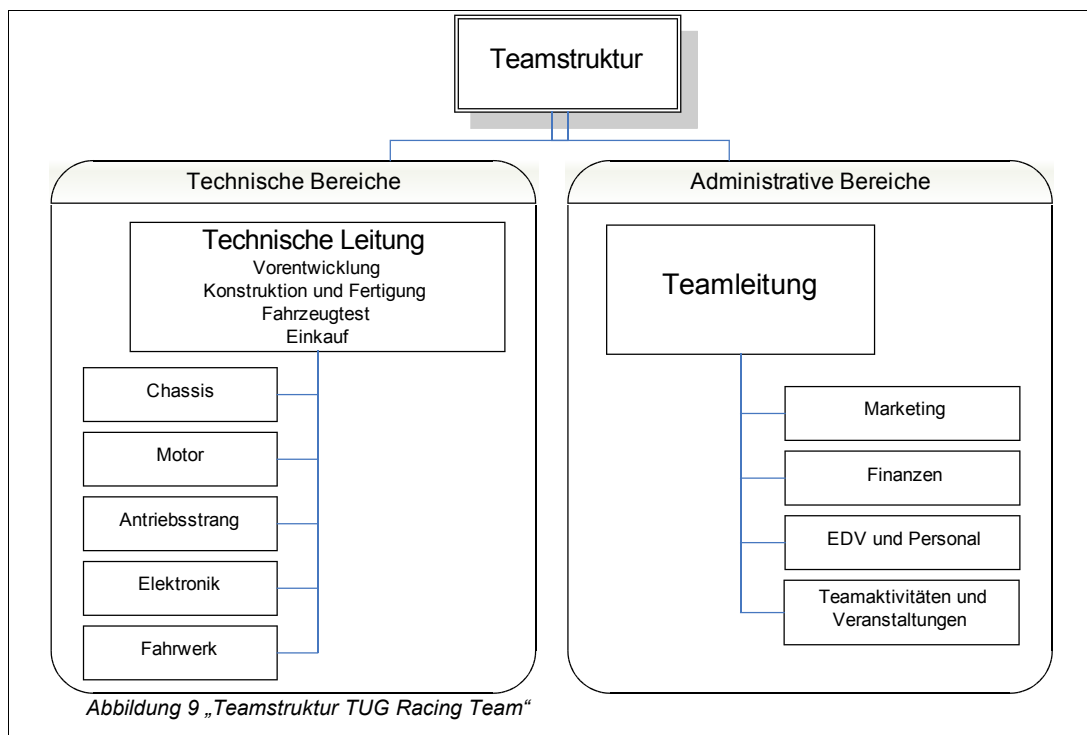 Teamstruktur
Technische Bereiche
Technische Leitung
Vorentwicklung
Konstruktion und Fertigung
Fahrzeugtest
Einkauf
Chassis
Motor
Antriebsstrang
Elektronik
Fahrwerk
Administrative Bereiche
Teamleitung
Marketing
Finanzen
EDV und Personal
Teamaktivitäten und
Veranstaltungen
Abbildung 9 „Teamstruktur TUG Racing Team“